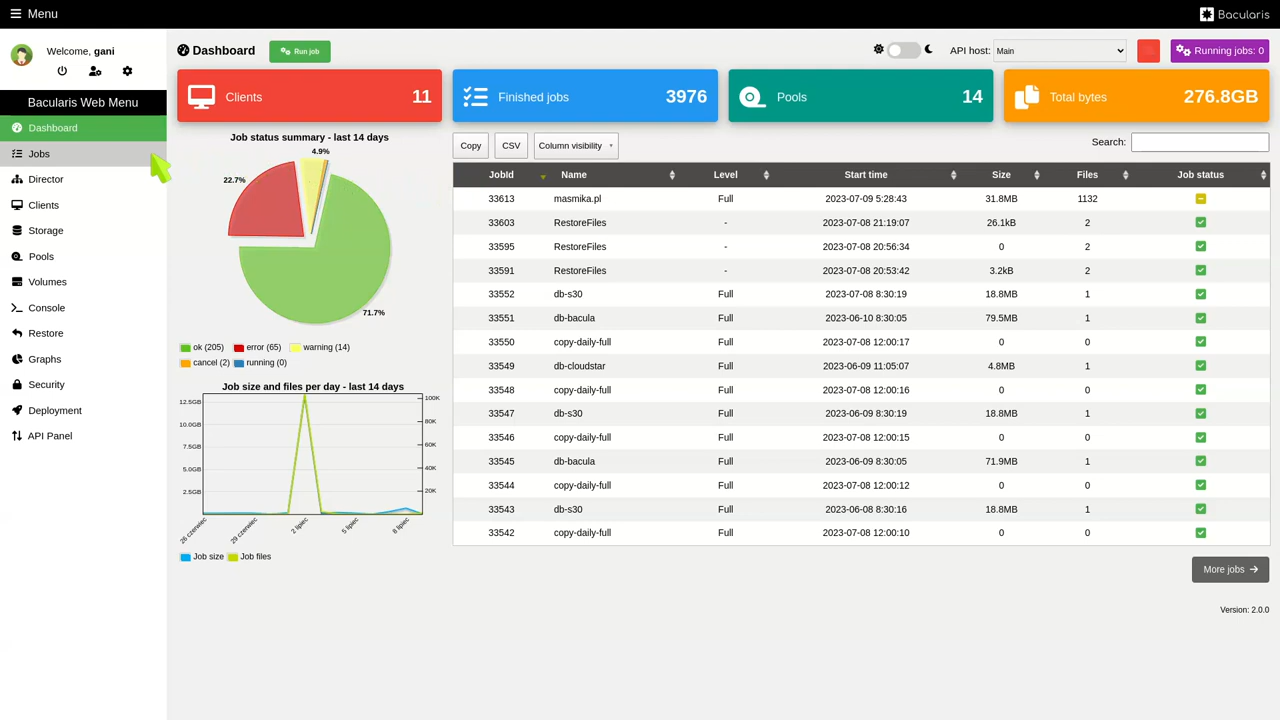 Menu
Bacularis
Welcome, gani
Bacularis Web Menu
Dashboard
Jobs
Director
Clients
Storage
Pools
Volumes
Console
Restore
Graphs
Security
Deployment
API Panel
Dashboard
Run job
API host:
Main
Running jobs: 0
Clients 11
Finished jobs 3976
Pools 14
Total bytes 276.8GB
Job status summary - last 14 days
4.9%
22.7%
71.7%
ok (205) error (65) warning (14)
cancel (2) running (0)
Job size and files per day - last 14 days
12.5GB
10.0GB
7.5GB
5.0GB
2.5GB
100K
80K
60K
40K
20K
26 czerwiec
29 czerwiec
2 lipiec
5 lipiec
8 lipiec
Job size Job files
Copy CSV Column visibility
Search:
JobId Name Level Start time Size Files Job status
33613 masmika.pl Full 2023-07-09 5:28:43 31.8MB 1132
33603 RestoreFiles - 2023-07-08 21:19:07 26.1kB 2
33595 RestoreFiles - 2023-07-08 20:56:34 0 2
33591 RestoreFiles - 2023-07-08 20:53:42 3.2kB 2
33552 db-s30 Full 2023-07-08 8:30:19 18.8MB 1
33551 db-bacula Full 2023-06-10 8:30:05 79.5MB 1
33550 copy-daily-full Full 2023-07-08 12:00:17 0 0
33549 db-cloudstar Full 2023-06-09 11:05:07 4.8MB 1
33548 copy-daily-full Full 2023-07-08 12:00:16 0 0
33547 db-s30 Full 2023-06-09 8:30:19 18.8MB 1
33546 copy-daily-full Full 2023-07-08 12:00:15 0 0
33545 db-bacula Full 2023-06-09 8:30:05 71.9MB 1
33544 copy-daily-full Full 2023-07-08 12:00:12 0 0
33543 db-s30 Full 2023-06-08 8:30:16 18.8MB 1
33542 copy-daily-full Full 2023-07-08 12:00:10 0 0
More jobs
Version: 2.0.0